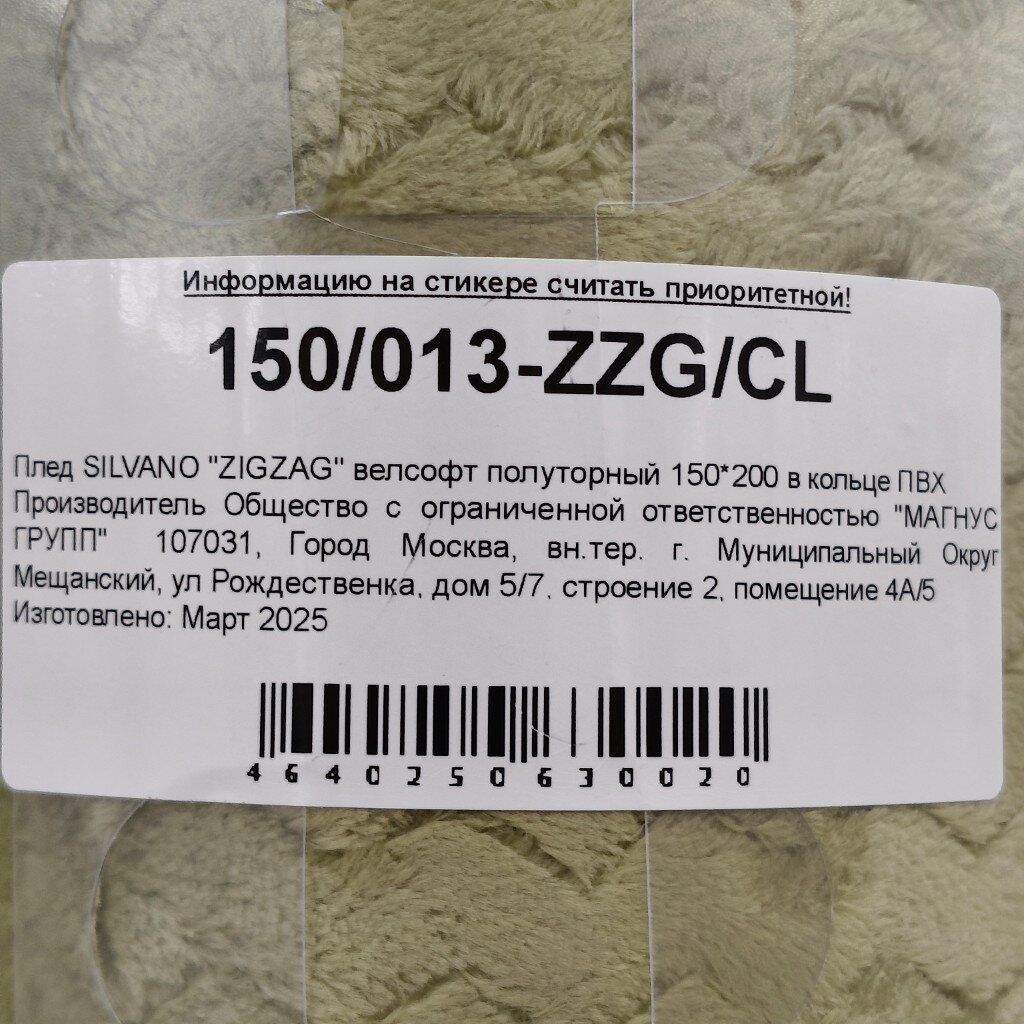 Информацию на стикере считать приоритетной!
150/013-ZZG/CL
Плед SILVANO "ZIGZAG" велсофт полуторный 150*200 в кольце ПВХ
Производитель Общество с ограниченной ответственностью "МАГНУС
ГРУПП" 107031, Город Москва, вн.тер. г. Муниципальный Округ
Мещанский, ул Рождественка, дом 5/7, строение 2, помещение 4А/5
Изготовлено: Март 2025
4640250630020